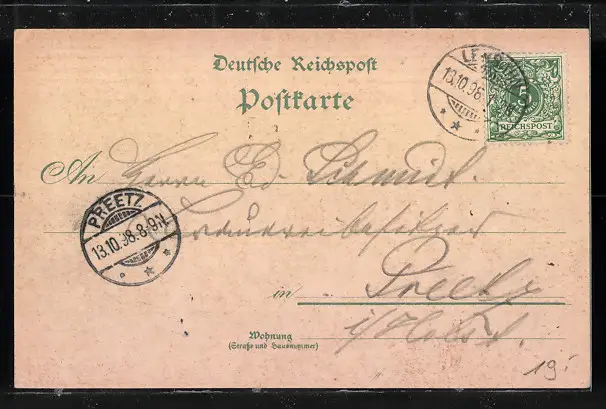 Deutsche Reichspost
Postkarte
13.10.98.
5
REICHSPOST
An Herrn Ed. Schmidt.
Brauereibesitzer
PREETZ
13.10.98.8-9N
in Preetz
i/Holst.
Wohnung
(Straße und Hausnummer)
19.-